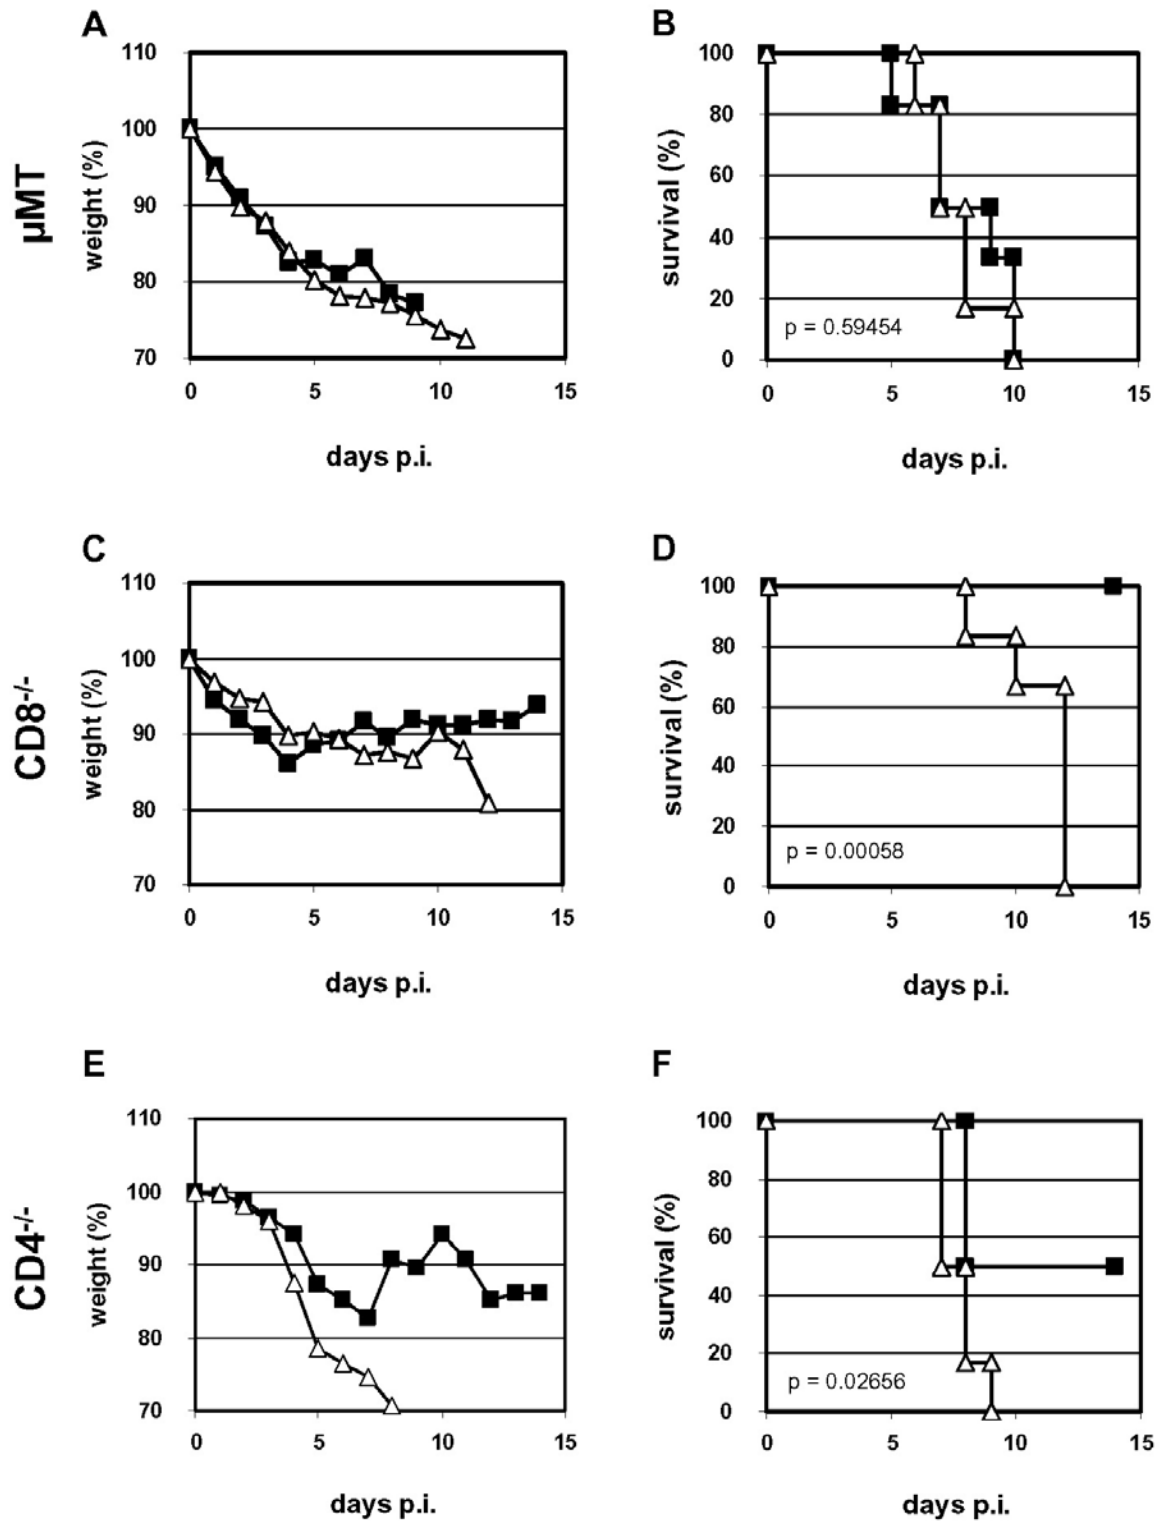 A
B
μMT
weight (%)
110
100
90
80
70
0 5 10 15
days p.i.
survival (%)
100
80
60
40
20
0
p = 0.59454
0 5 10 15
days p.i.
C
D
CD8-/-
weight (%)
110
100
90
80
70
0 5 10 15
days p.i.
survival (%)
100
80
60
40
20
0
p = 0.00058
0 5 10 15
days p.i.
E
F
CD4-/-
weight (%)
110
100
90
80
70
0 5 10 15
days p.i.
survival (%)
100
80
60
40
20
0
p = 0.02656
0 5 10 15
days p.i.